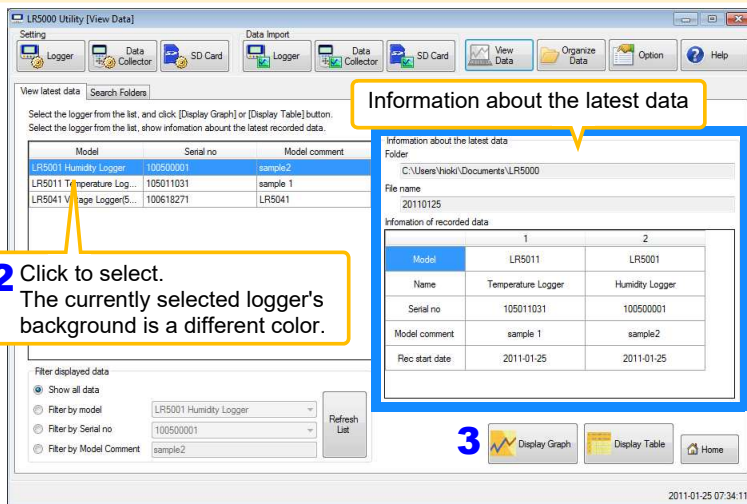 LR5000 Utility [View Data]
Setting
Data Import
Logger
Data Collector
SD Card
Logger
Data Collector
SD Card
View Data
Organize Data
Option
Help
View latest data
Search Folders
Information about the latest data
Select the logger from the list, and click [Display Graph] or [Display Table] button.
Select the logger from the list, show infomation abount the latest recorded data.
Model Serial no Model comment
LR5001 Humidity Logger 100500001 sample2
LR5011 Temperature Log... 105011031 sample 1
LR5041 Voltage Logger(5... 100618271 LR5041
2 Click to select.
The currently selected logger's
background is a different color.
Information about the latest data
Folder
C:\Users\hioki\Documents\LR5000
File name
20110125
Infomation of recorded data
1 2
Model LR5011 LR5001
Name Temperature Logger Humidity Logger
Serial no 105011031 100500001
Model comment sample 1 sample2
Rec start date 2011-01-25 2011-01-25
Filter displayed data
Show all data
Filter by model LR5001 Humidity Logger
Filter by Serial no 100500001
Filter by Model Comment sample2
Refresh
List
3 Display Graph
Display Table
Home
2011-01-25 07:34:11